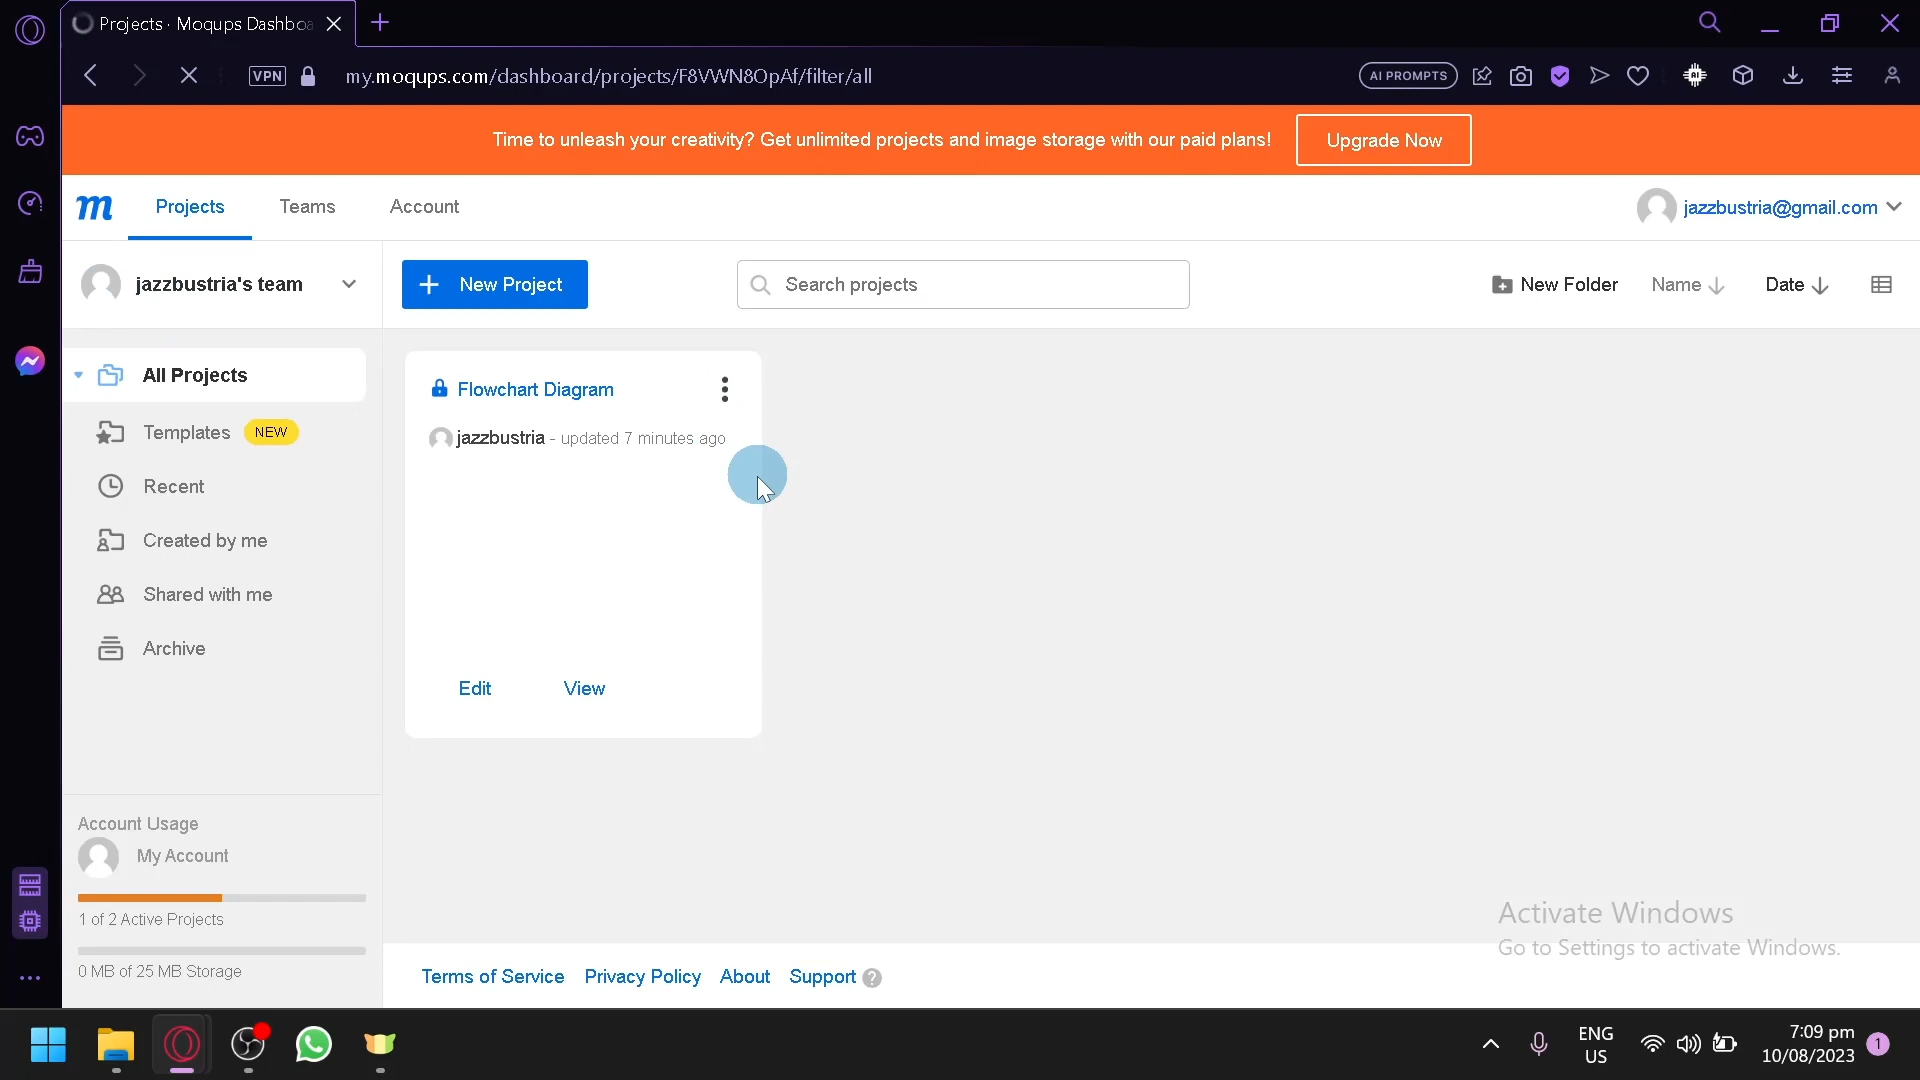 Projects · Moqups Dashboa
VPN
my.moqups.com/dashboard/projects/F8VWN8OpAf/filter/all
AI PROMPTS
Time to unleash your creativity? Get unlimited projects and image storage with our paid plans!
Upgrade Now
m
Projects
Teams
Account
jazzbustria@gmail.com
jazzbustria's team
New Project
Search projects
New Folder
Name
Date
All Projects
Templates
NEW
Recent
Created by me
Shared with me
Archive
Flowchart Diagram
jazzbustria - updated 7 minutes ago
Edit
View
Account Usage
My Account
1 of 2 Active Projects
0 MB of 25 MB Storage
Terms of Service
Privacy Policy
About
Support ?
Activate Windows
Go to Settings to activate Windows.
ENG
US
7:09 pm
10/08/2023
1